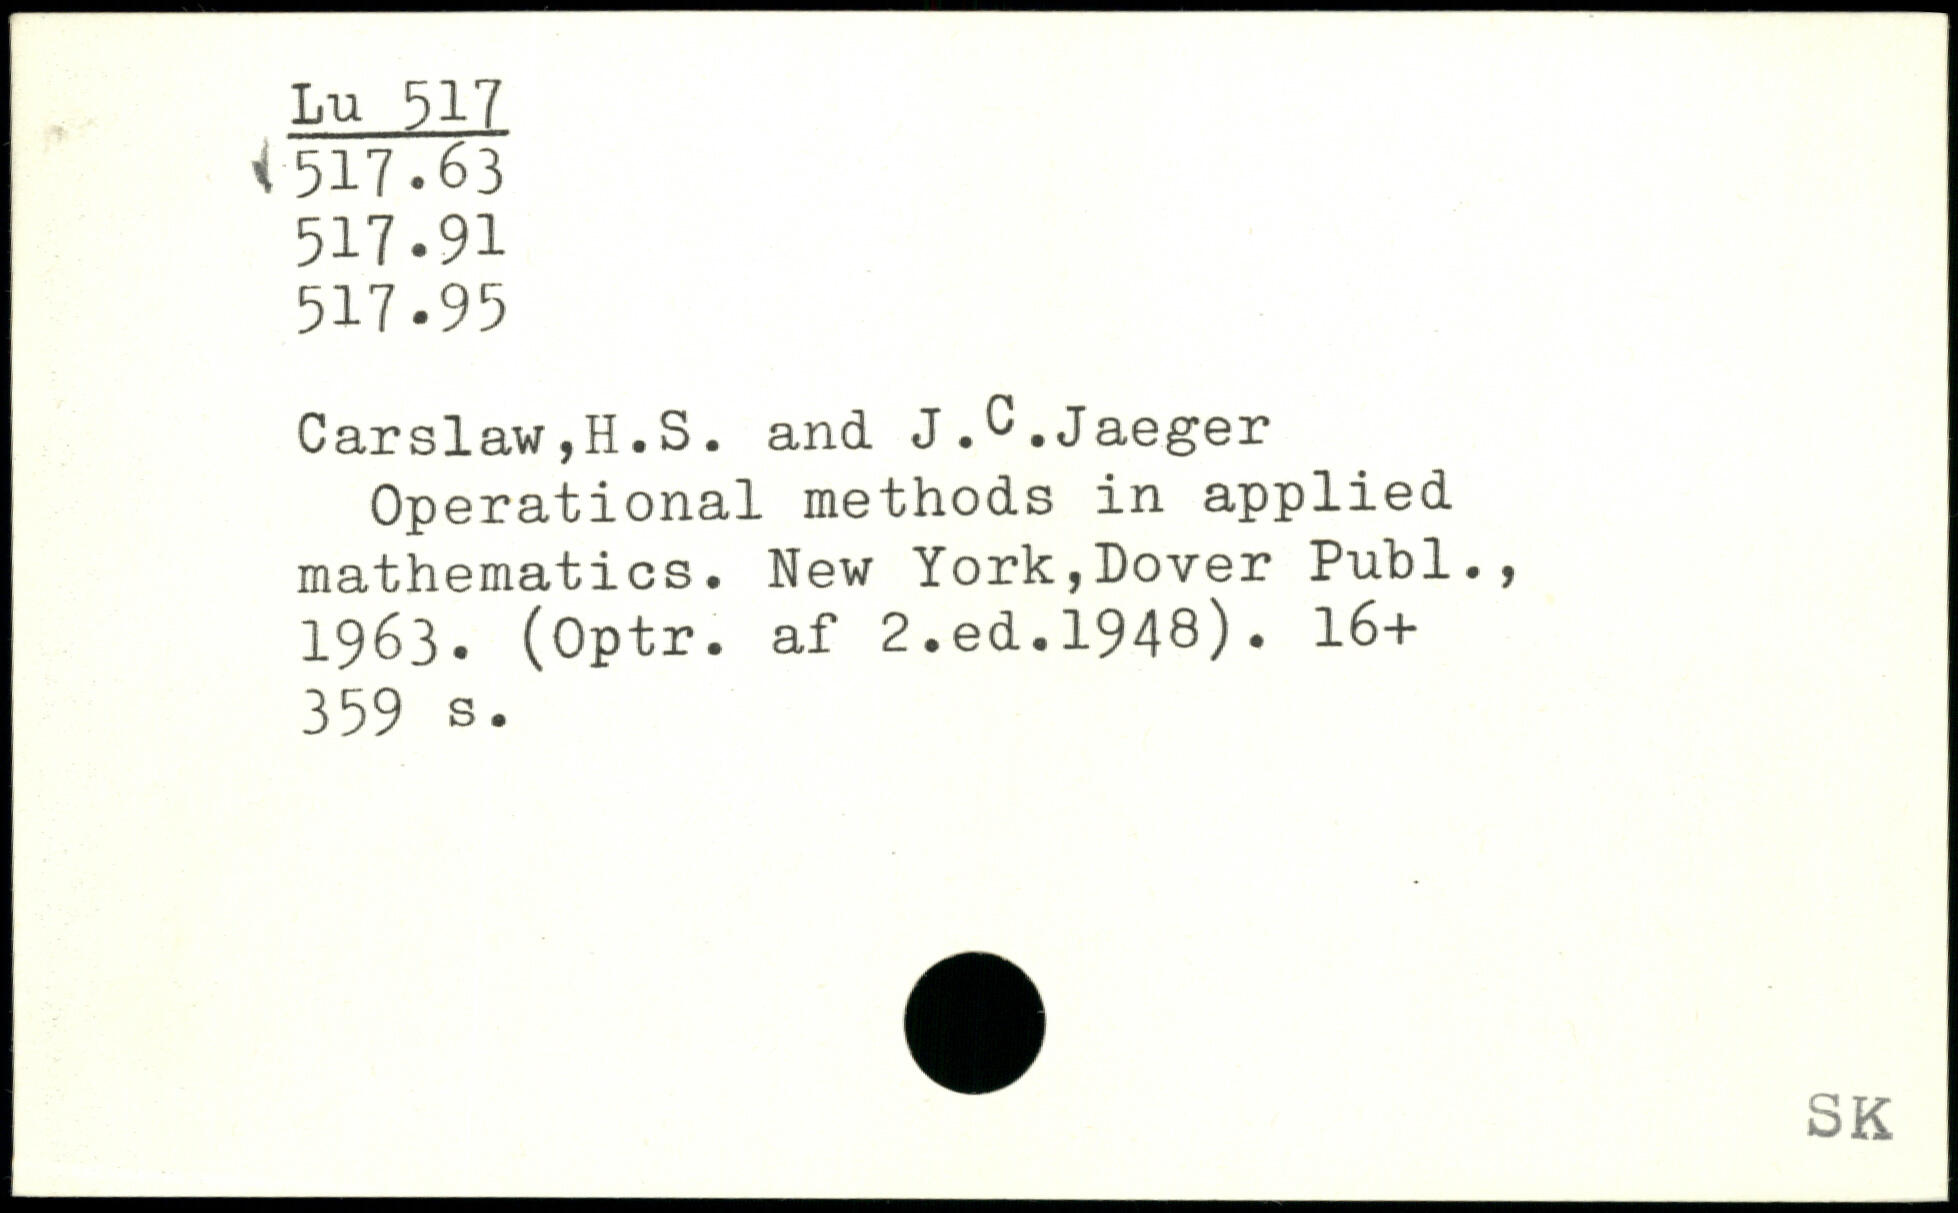 Lu 517
517.63
517.91
517.95
Carslaw,H.S. and J.C.Jaeger
Operational methods in applied
mathematics. New York,Dover Publ.,
1963. (Optr. af 2.ed.1948). 16+
359 s.
SK